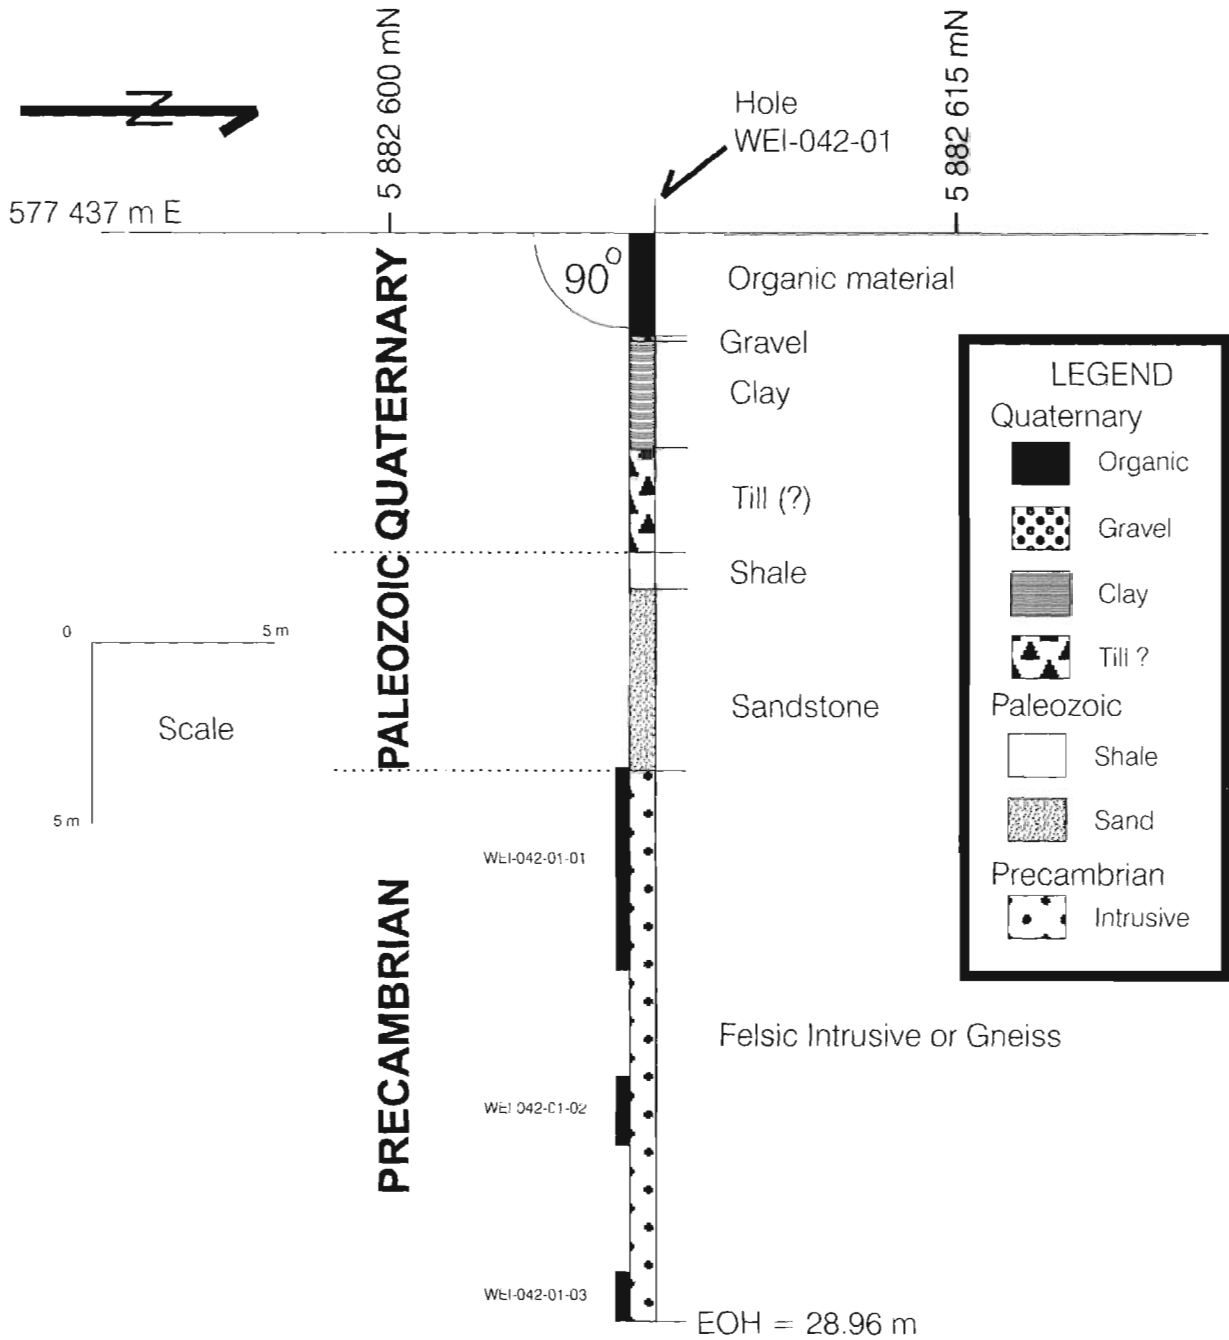 5 882 600 mN
5 882 615 mN
N
Hole
WEI-042-01
577 437 m E
90°
QUATERNARY
Organic material
Gravel
Clay
Till (?)
PALEOZOIC
Shale
Sandstone
0 5 m
Scale
5 m
PRECAMBRIAN
WEI-042-01-01
Felsic Intrusive or Gneiss
WEI 042-01-02
WEI-042-01-03
EOH = 28.96 m
LEGEND
Quaternary
Organic
Gravel
Clay
Till ?
Paleozoic
Shale
Sand
Precambrian
Intrusive